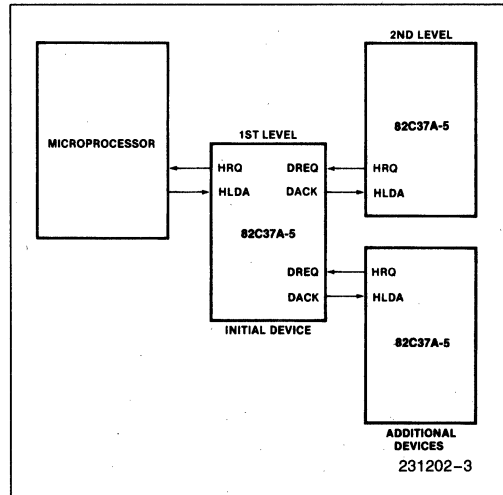 2ND LEVEL
82C37A-5
HRQ
HLDA
MICROPROCESSOR
1ST LEVEL
HRQ
DREQ
HLDA
DACK
82C37A-5
DREQ
DACK
INITIAL DEVICE
HRQ
HLDA
82C37A-5
ADDITIONAL
DEVICES
231202-3